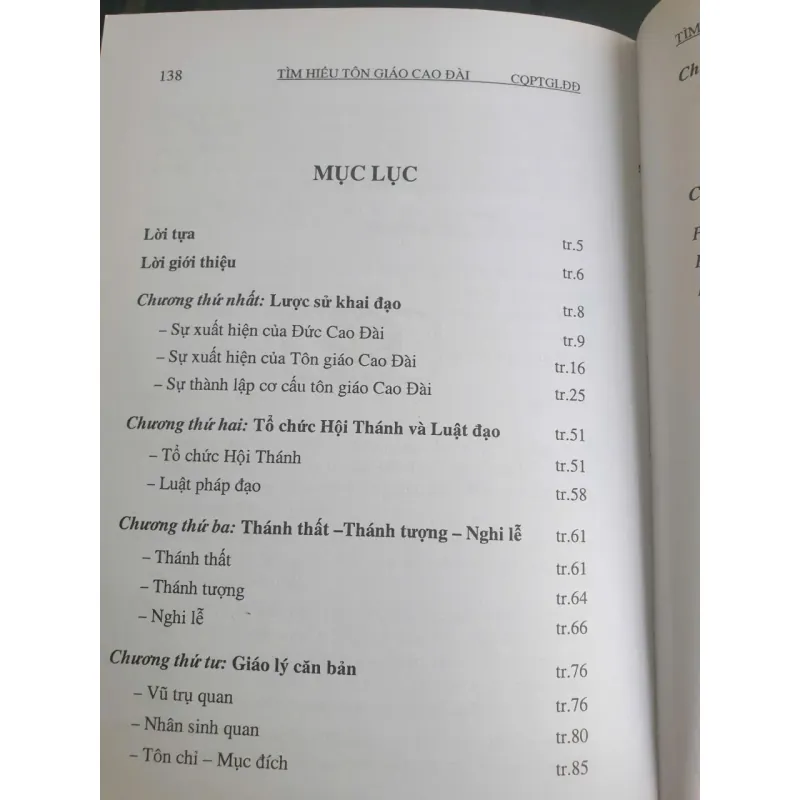 138 TÌM HIỂU TÔN GIÁO CAO ĐÀI CQPTGLĐĐ
MỤC LỤC
Lời tựa tr.5
Lời giới thiệu tr.6
Chương thứ nhất: Lược sử khai đạo tr.8
– Sự xuất hiện của Đức Cao Đài tr.9
– Sự xuất hiện của Tôn giáo Cao Đài tr.16
– Sự thành lập cơ cấu tôn giáo Cao Đài tr.25
Chương thứ hai: Tổ chức Hội Thánh và Luật đạo tr.51
– Tổ chức Hội Thánh tr.51
– Luật pháp đạo tr.58
Chương thứ ba: Thánh thất –Thánh tượng – Nghi lễ tr.61
– Thánh thất tr.61
– Thánh tượng tr.64
– Nghi lễ tr.66
Chương thứ tư: Giáo lý căn bản tr.76
– Vũ trụ quan tr.76
– Nhân sinh quan tr.80
– Tôn chỉ – Mục đích tr.85
TÌM
Ch
C